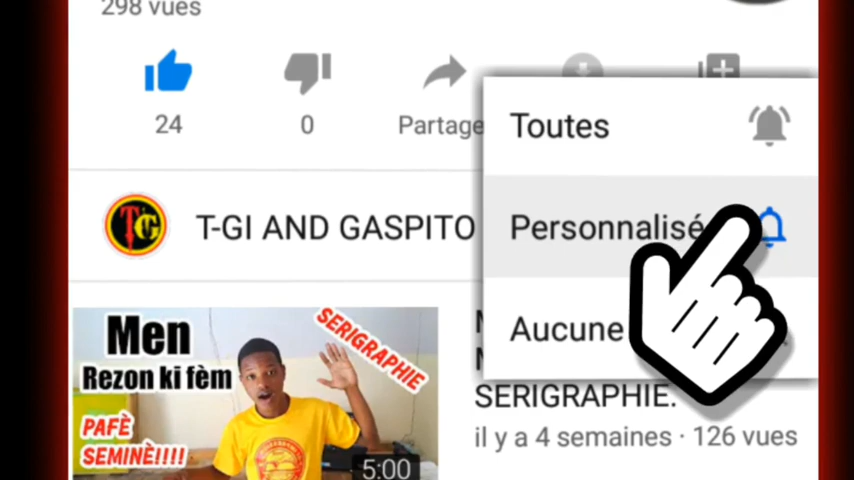 298 vues
24
0
Partage
Toutes
T-GI AND GASPITO
Personnalisé
Aucune
Men
Rezon ki fèm
SERIGRAPHIE
PAFÈ
SEMINÈ!!!!
5:00
SERIGRAPHIE.
il y a 4 semaines · 126 vues
TG